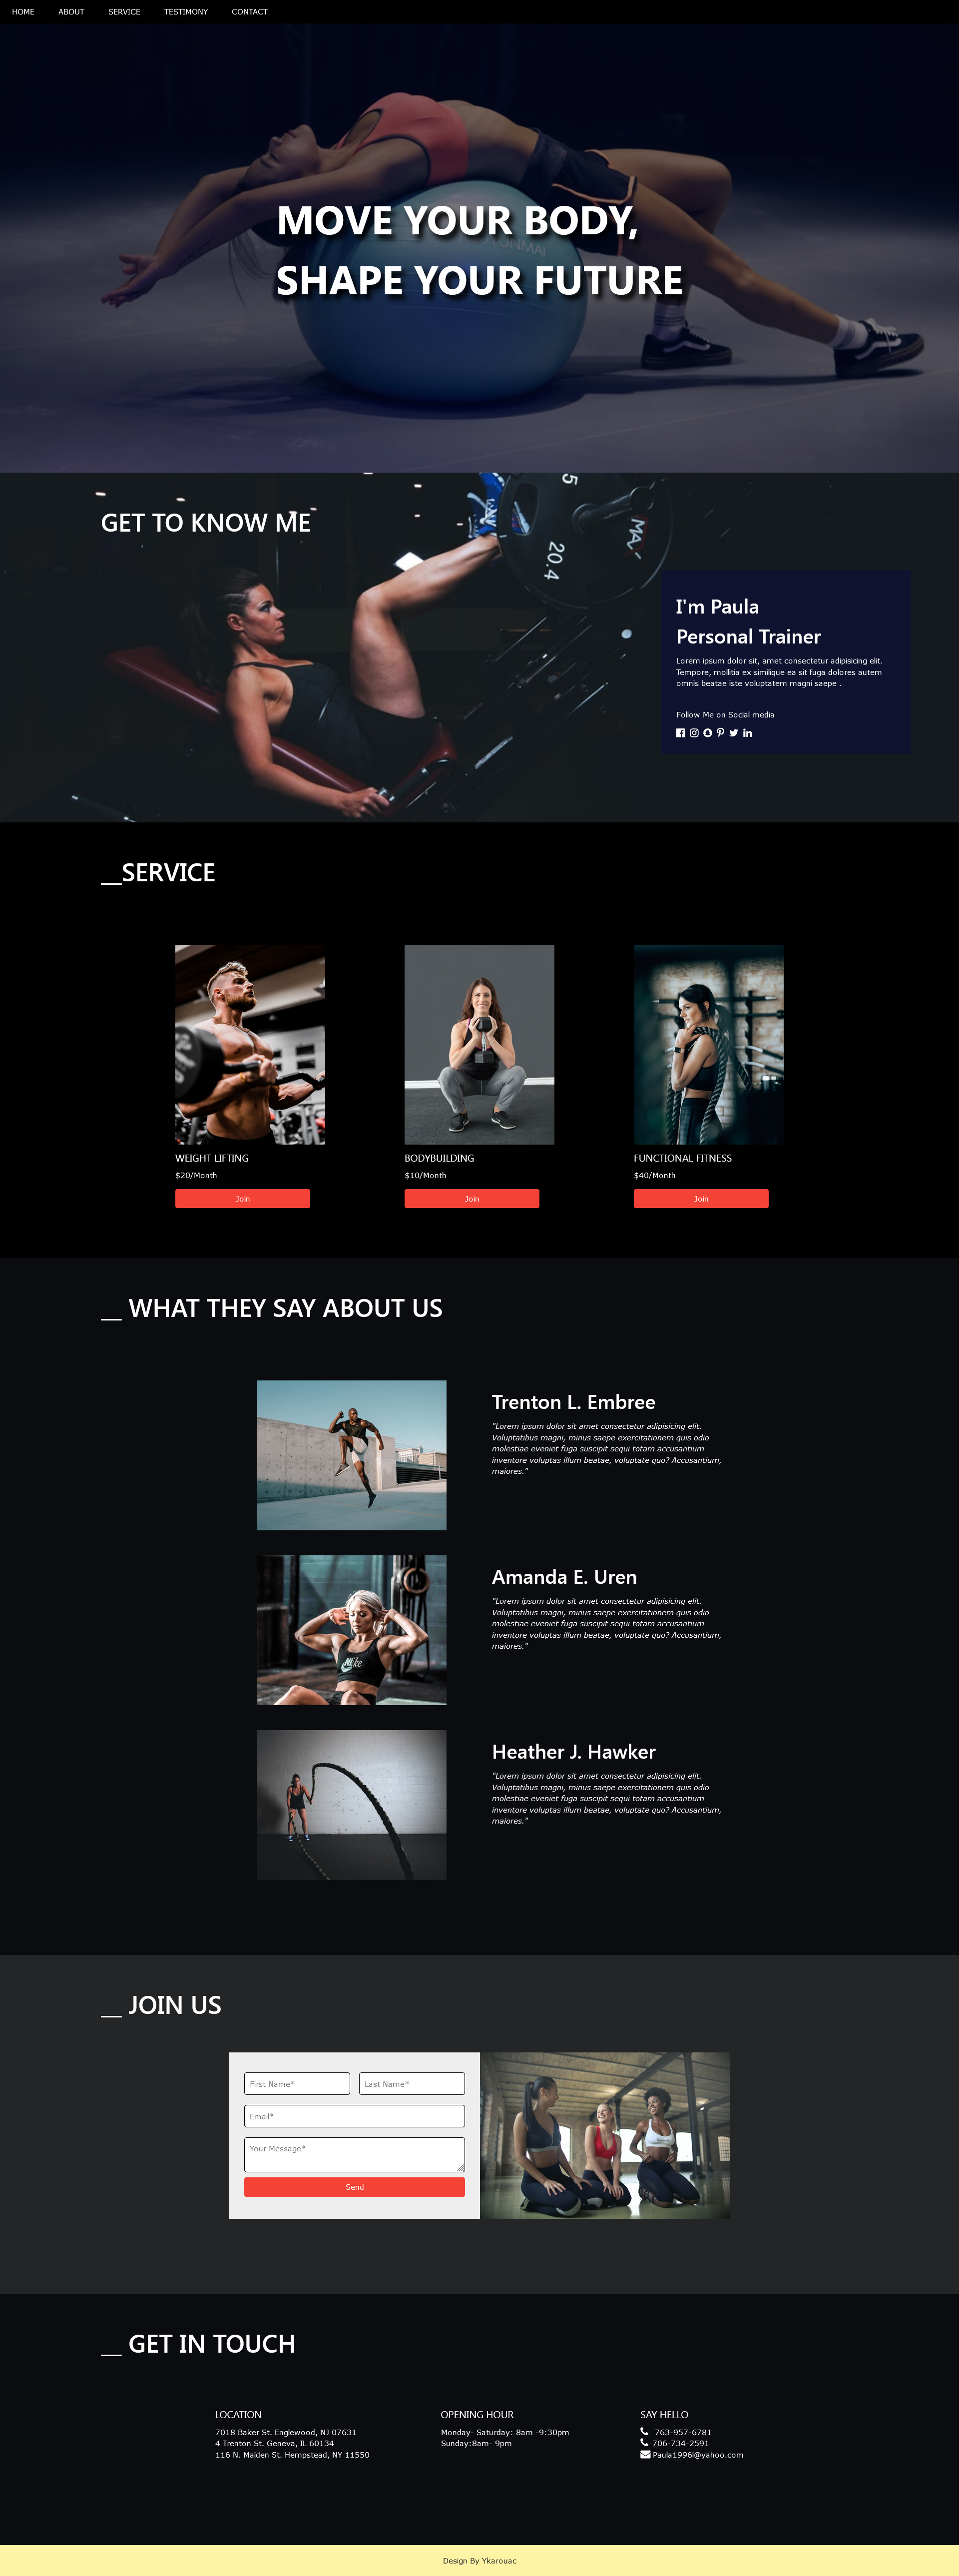 HOME ABOUT SERVICE TESTIMONY CONTACT
MOVE YOUR BODY,
SHAPE YOUR FUTURE
GET TO KNOW ME
5
20.4
I'm Paula
Personal Trainer
Lorem ipsum dolor sit, amet consectetur adipisicing elit.
Tempore, mollitia ex similique ea sit fuga dolores autem
omnis beatae iste voluptatem magni saepe .
Follow Me on Social media
__SERVICE
WEIGHT LIFTING
$20/Month
Join
BODYBUILDING
$10/Month
Join
FUNCTIONAL FITNESS
$40/Month
Join
__ WHAT THEY SAY ABOUT US
Trenton L. Embree
"Lorem ipsum dolor sit amet consectetur adipisicing elit.
Voluptatibus magni, minus saepe exercitationem quis odio
molestiae eveniet fuga suscipit sequi totam accusantium
inventore voluptas illum beatae, voluptate quo? Accusantium,
maiores."
Amanda E. Uren
"Lorem ipsum dolor sit amet consectetur adipisicing elit.
Voluptatibus magni, minus saepe exercitationem quis odio
molestiae eveniet fuga suscipit sequi totam accusantium
inventore voluptas illum beatae, voluptate quo? Accusantium,
maiores."
Heather J. Hawker
"Lorem ipsum dolor sit amet consectetur adipisicing elit.
Voluptatibus magni, minus saepe exercitationem quis odio
molestiae eveniet fuga suscipit sequi totam accusantium
inventore voluptas illum beatae, voluptate quo? Accusantium,
maiores."
__ JOIN US
First Name* Last Name*
Email*
Your Message*
Send
__ GET IN TOUCH
LOCATION
7018 Baker St. Englewood, NJ 07631
4 Trenton St. Geneva, IL 60134
116 N. Maiden St. Hempstead, NY 11550
OPENING HOUR
Monday- Saturday: 8am -9:30pm
Sunday:8am- 9pm
SAY HELLO
763-957-6781
706-734-2591
Paula1996l@yahoo.com
Design By Ykarouac